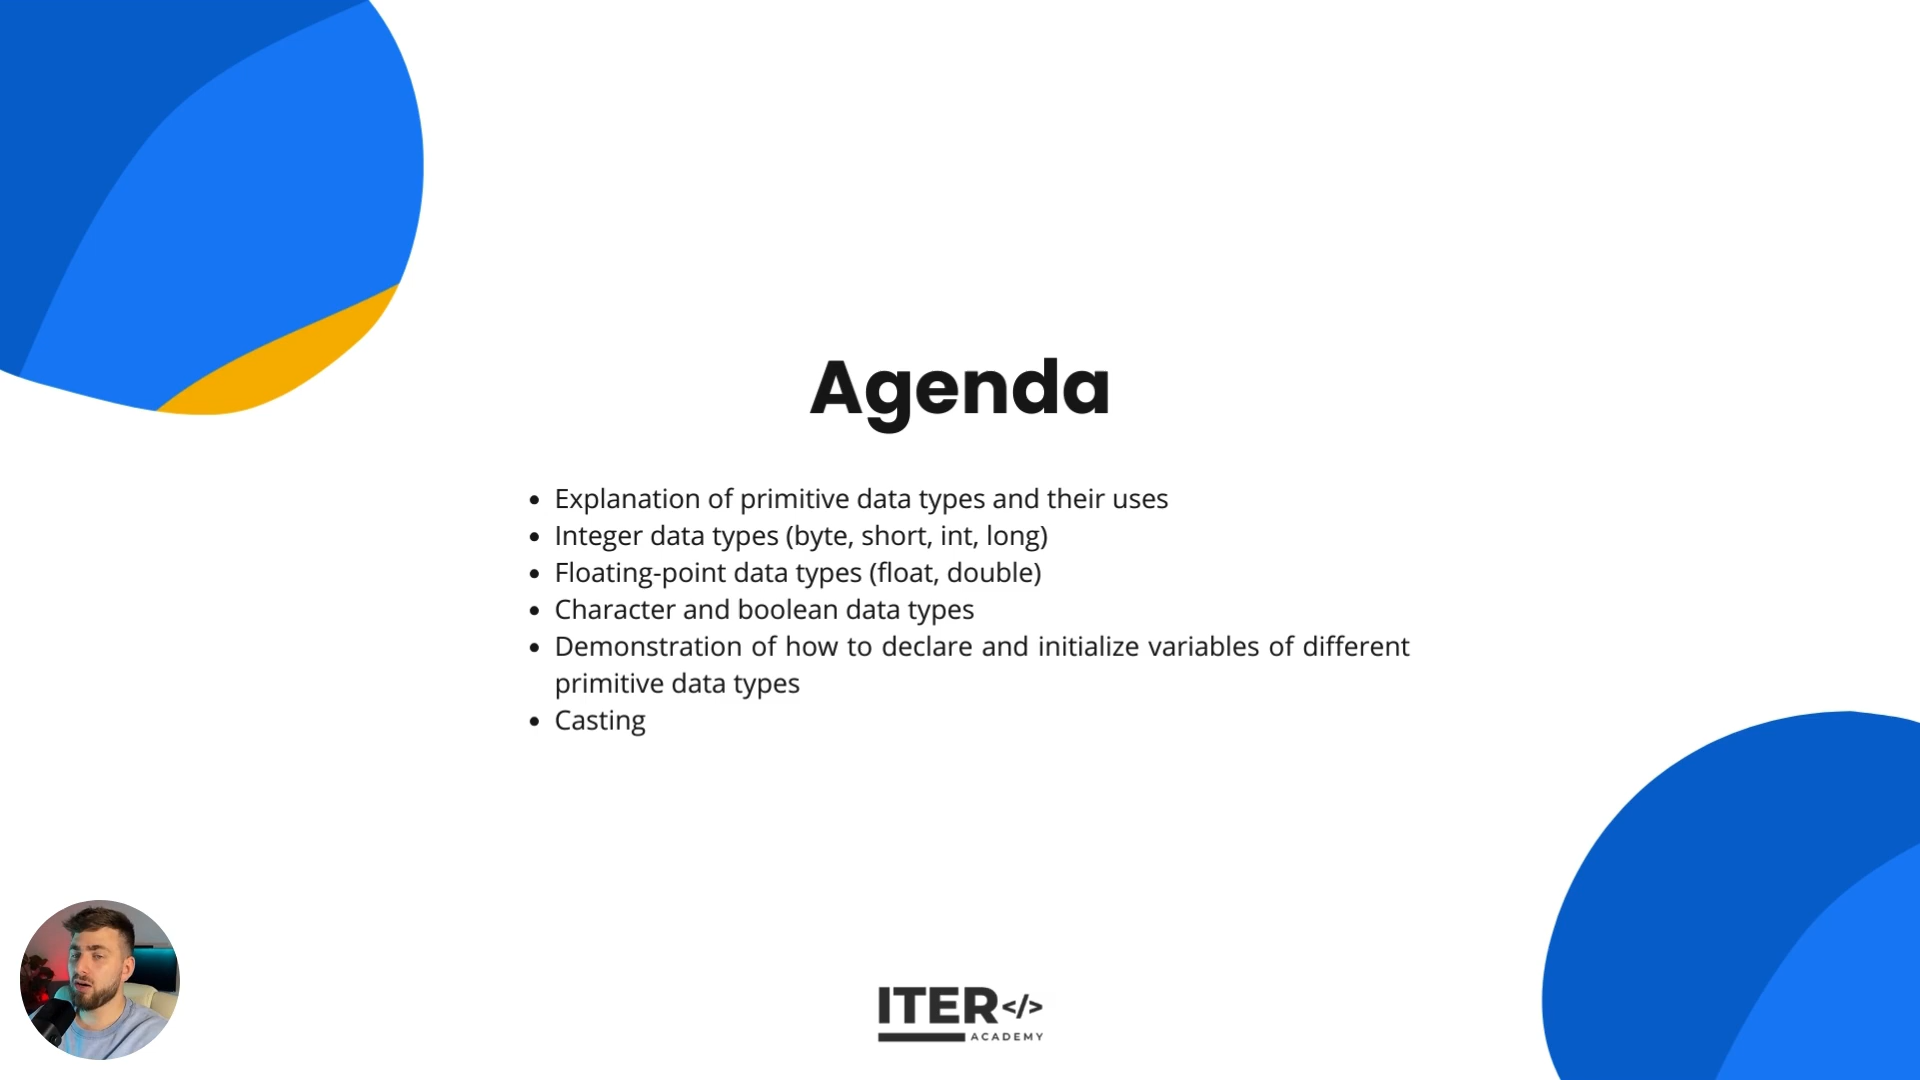 Agenda
• Explanation of primitive data types and their uses
• Integer data types (byte, short, int, long)
• Floating-point data types (float, double)
• Character and boolean data types
• Demonstration of how to declare and initialize variables of different
primitive data types
• Casting
ITER</>
ACADEMY